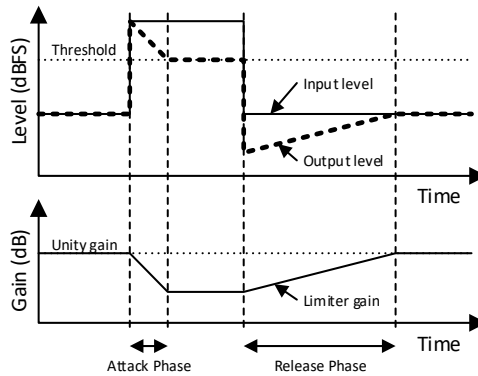 Level (dBFS)
Threshold
Input level
Output level
Time
Gain (dB)
Unity gain
Limiter gain
Time
Attack Phase
Release Phase